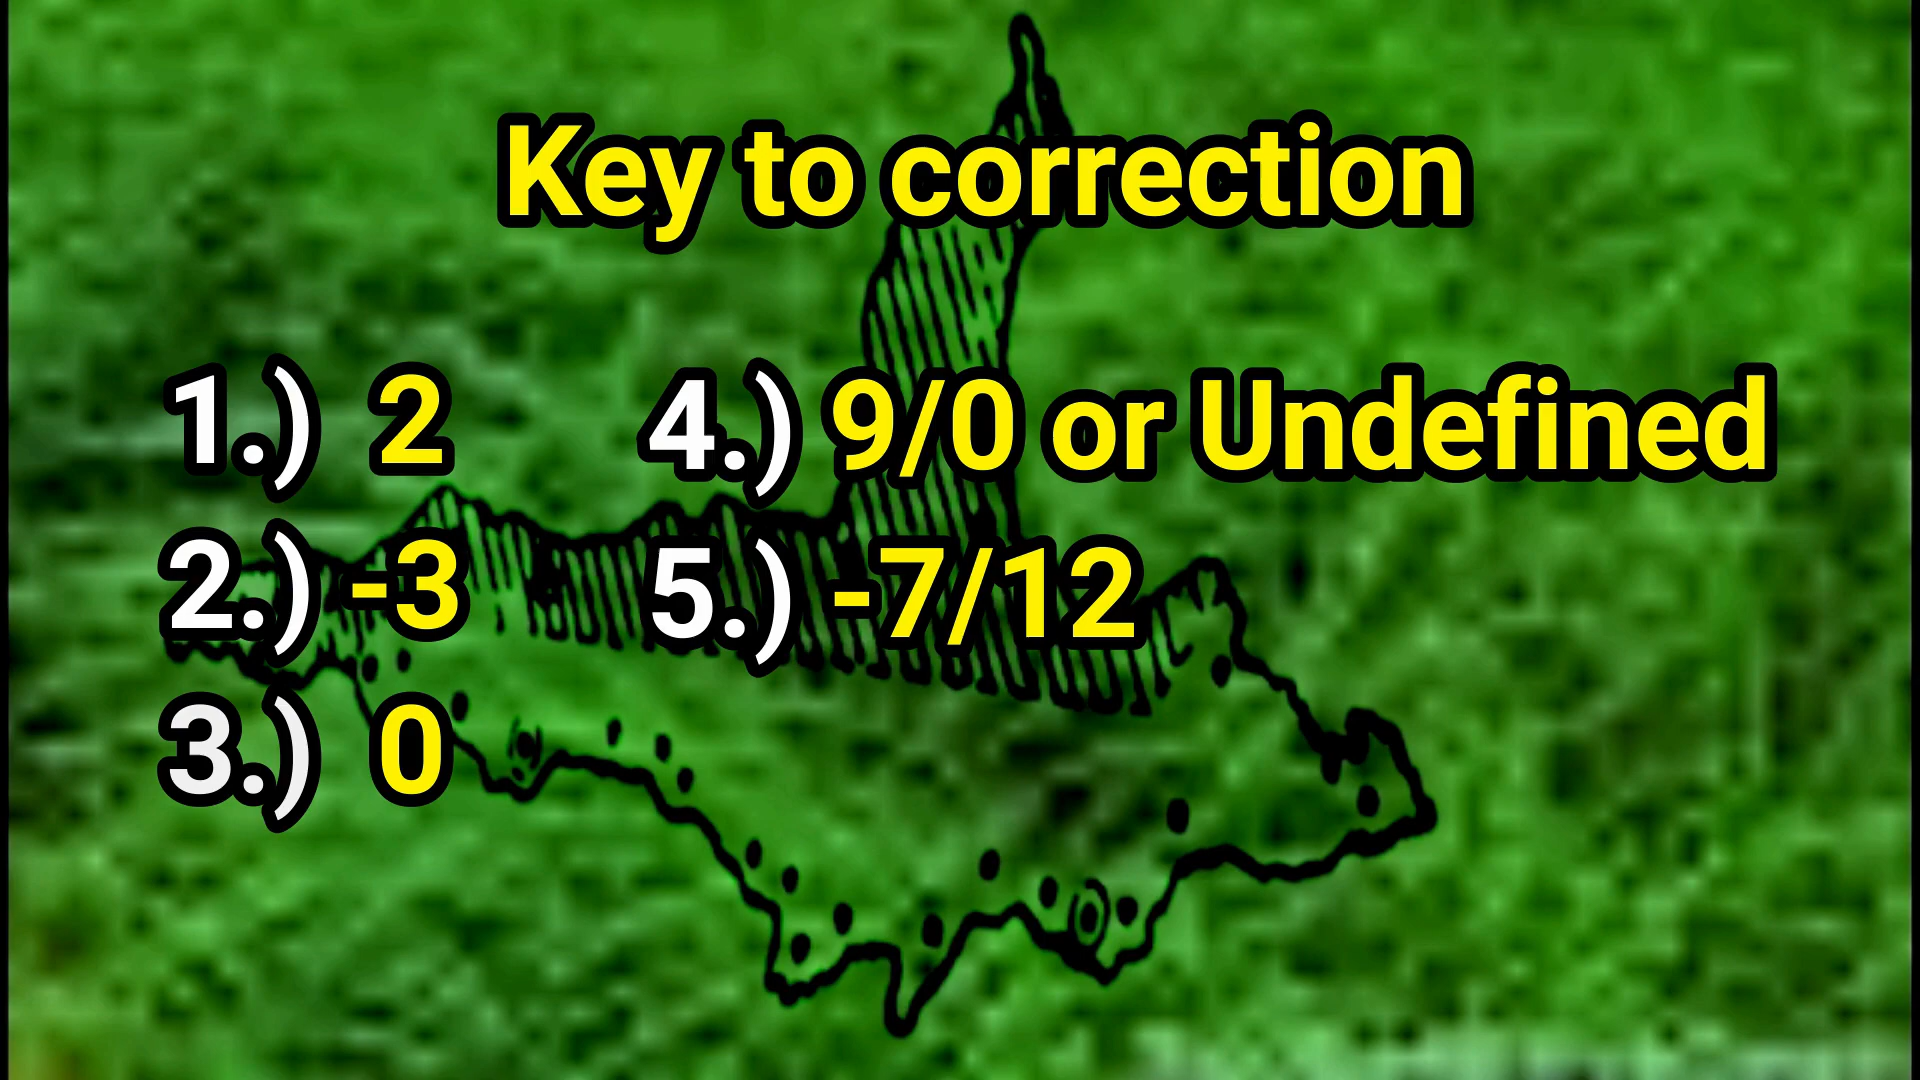 Key to correction
1.) 2
2.) -3
3.) 0
4.) 9/0 or Undefined
5.) -7/12